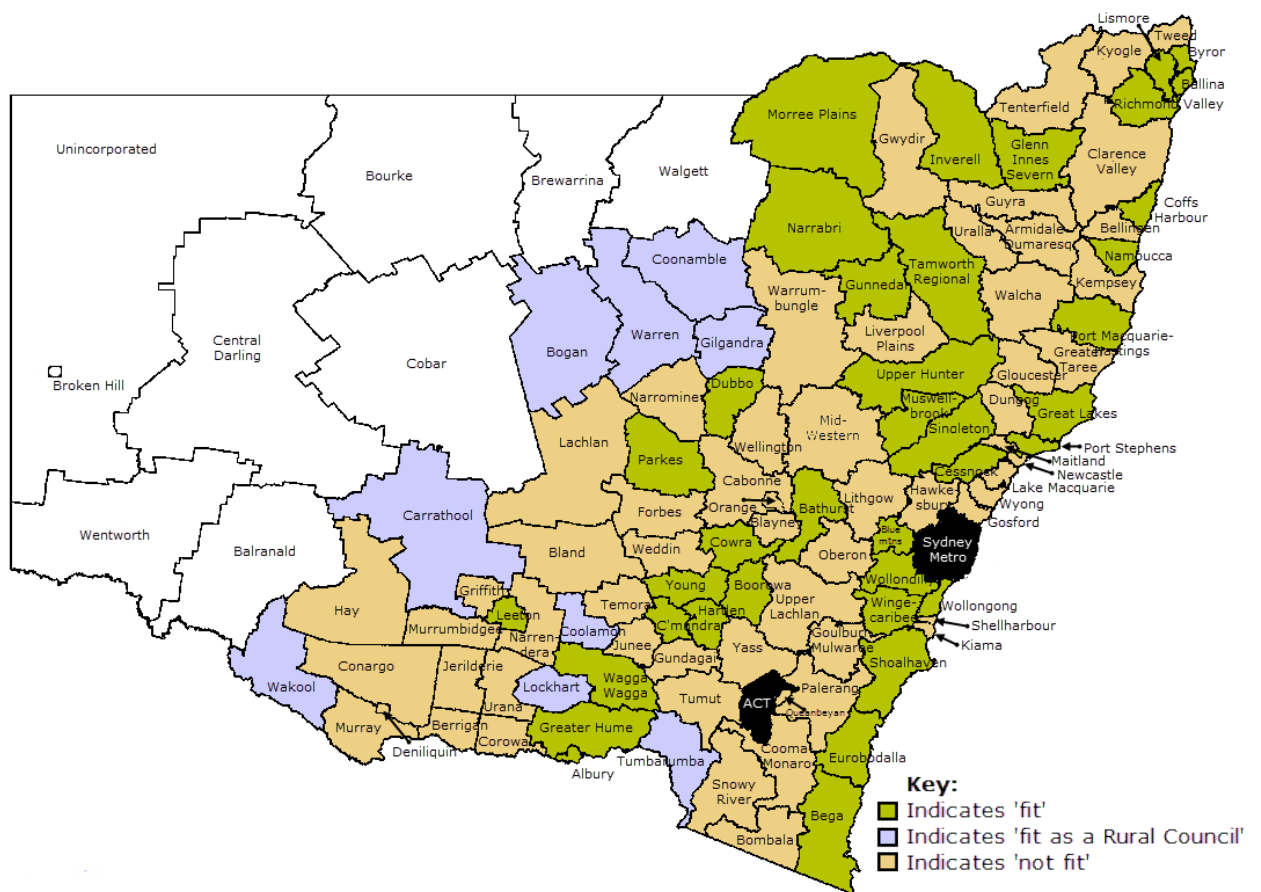 Lismore
Tweed
Kyogle
Byron
Ballina
Richmond Valley
Tenterfield
Morree Plains
Gwydir
Inverell
Glenn
Innes
Severn
Clarence
Valley
Unincorporated
Bourke
Brewarrina
Walgett
Guyra
Coffs
Harbour
Narrabri
Uralla
Armidale
Dumaresq
Bellingen
Nambucca
Coonamble
Tamworth
Regional
Gunnedah
Warrum-
bungle
Walcha
Kempsey
Central
Darling
Cobar
Bogan
Warren
Gilgandra
Liverpool
Plains
Port Macquarie-
Hastings
Greater
Taree
Gloucester
Broken Hill
Upper Hunter
Dubbo
Narromine
Muswell-
brook
Dungog
Great Lakes
Singleton
Mid-
Western
Lachlan
Wellington
Parkes
Port Stephens
Maitland
Newcastle
Cessnock
Lake Macquarie
Cabonne
Orange
Blayney
Bathurst
Lithgow
Hawke-
sbury
Wyong
Gosford
Carrathool
Forbes
Wentworth
Balranald
Bland
Weddin
Cowra
Oberon
Blue
mtns
Sydney
Metro
Young
Boorowa
Wollondilly
Hay
Griffith
Leeton
Temora
C'mundra
Harden
Upper
Lachlan
Winge-
caribee
Wollongong
Shellharbour
Kiama
Murrumbidgee
Narren-
dera
Coolamon
Junee
Goulburn
Mulwaree
Yass
Gundagai
Shoalhaven
Conargo
Jerilderie
Wakool
Lockhart
Wagga
Wagga
Urana
Tumut
ACT
Palerang
Queanbeyan
Murray
Berrigan
Corowa
Greater Hume
Deniliquin
Albury
Tumbarumba
Cooma
Monaro
Eurobodalla
Snowy
River
Bega
Bombala
Key:
Indicates 'fit'
Indicates 'fit as a Rural Council'
Indicates 'not fit'